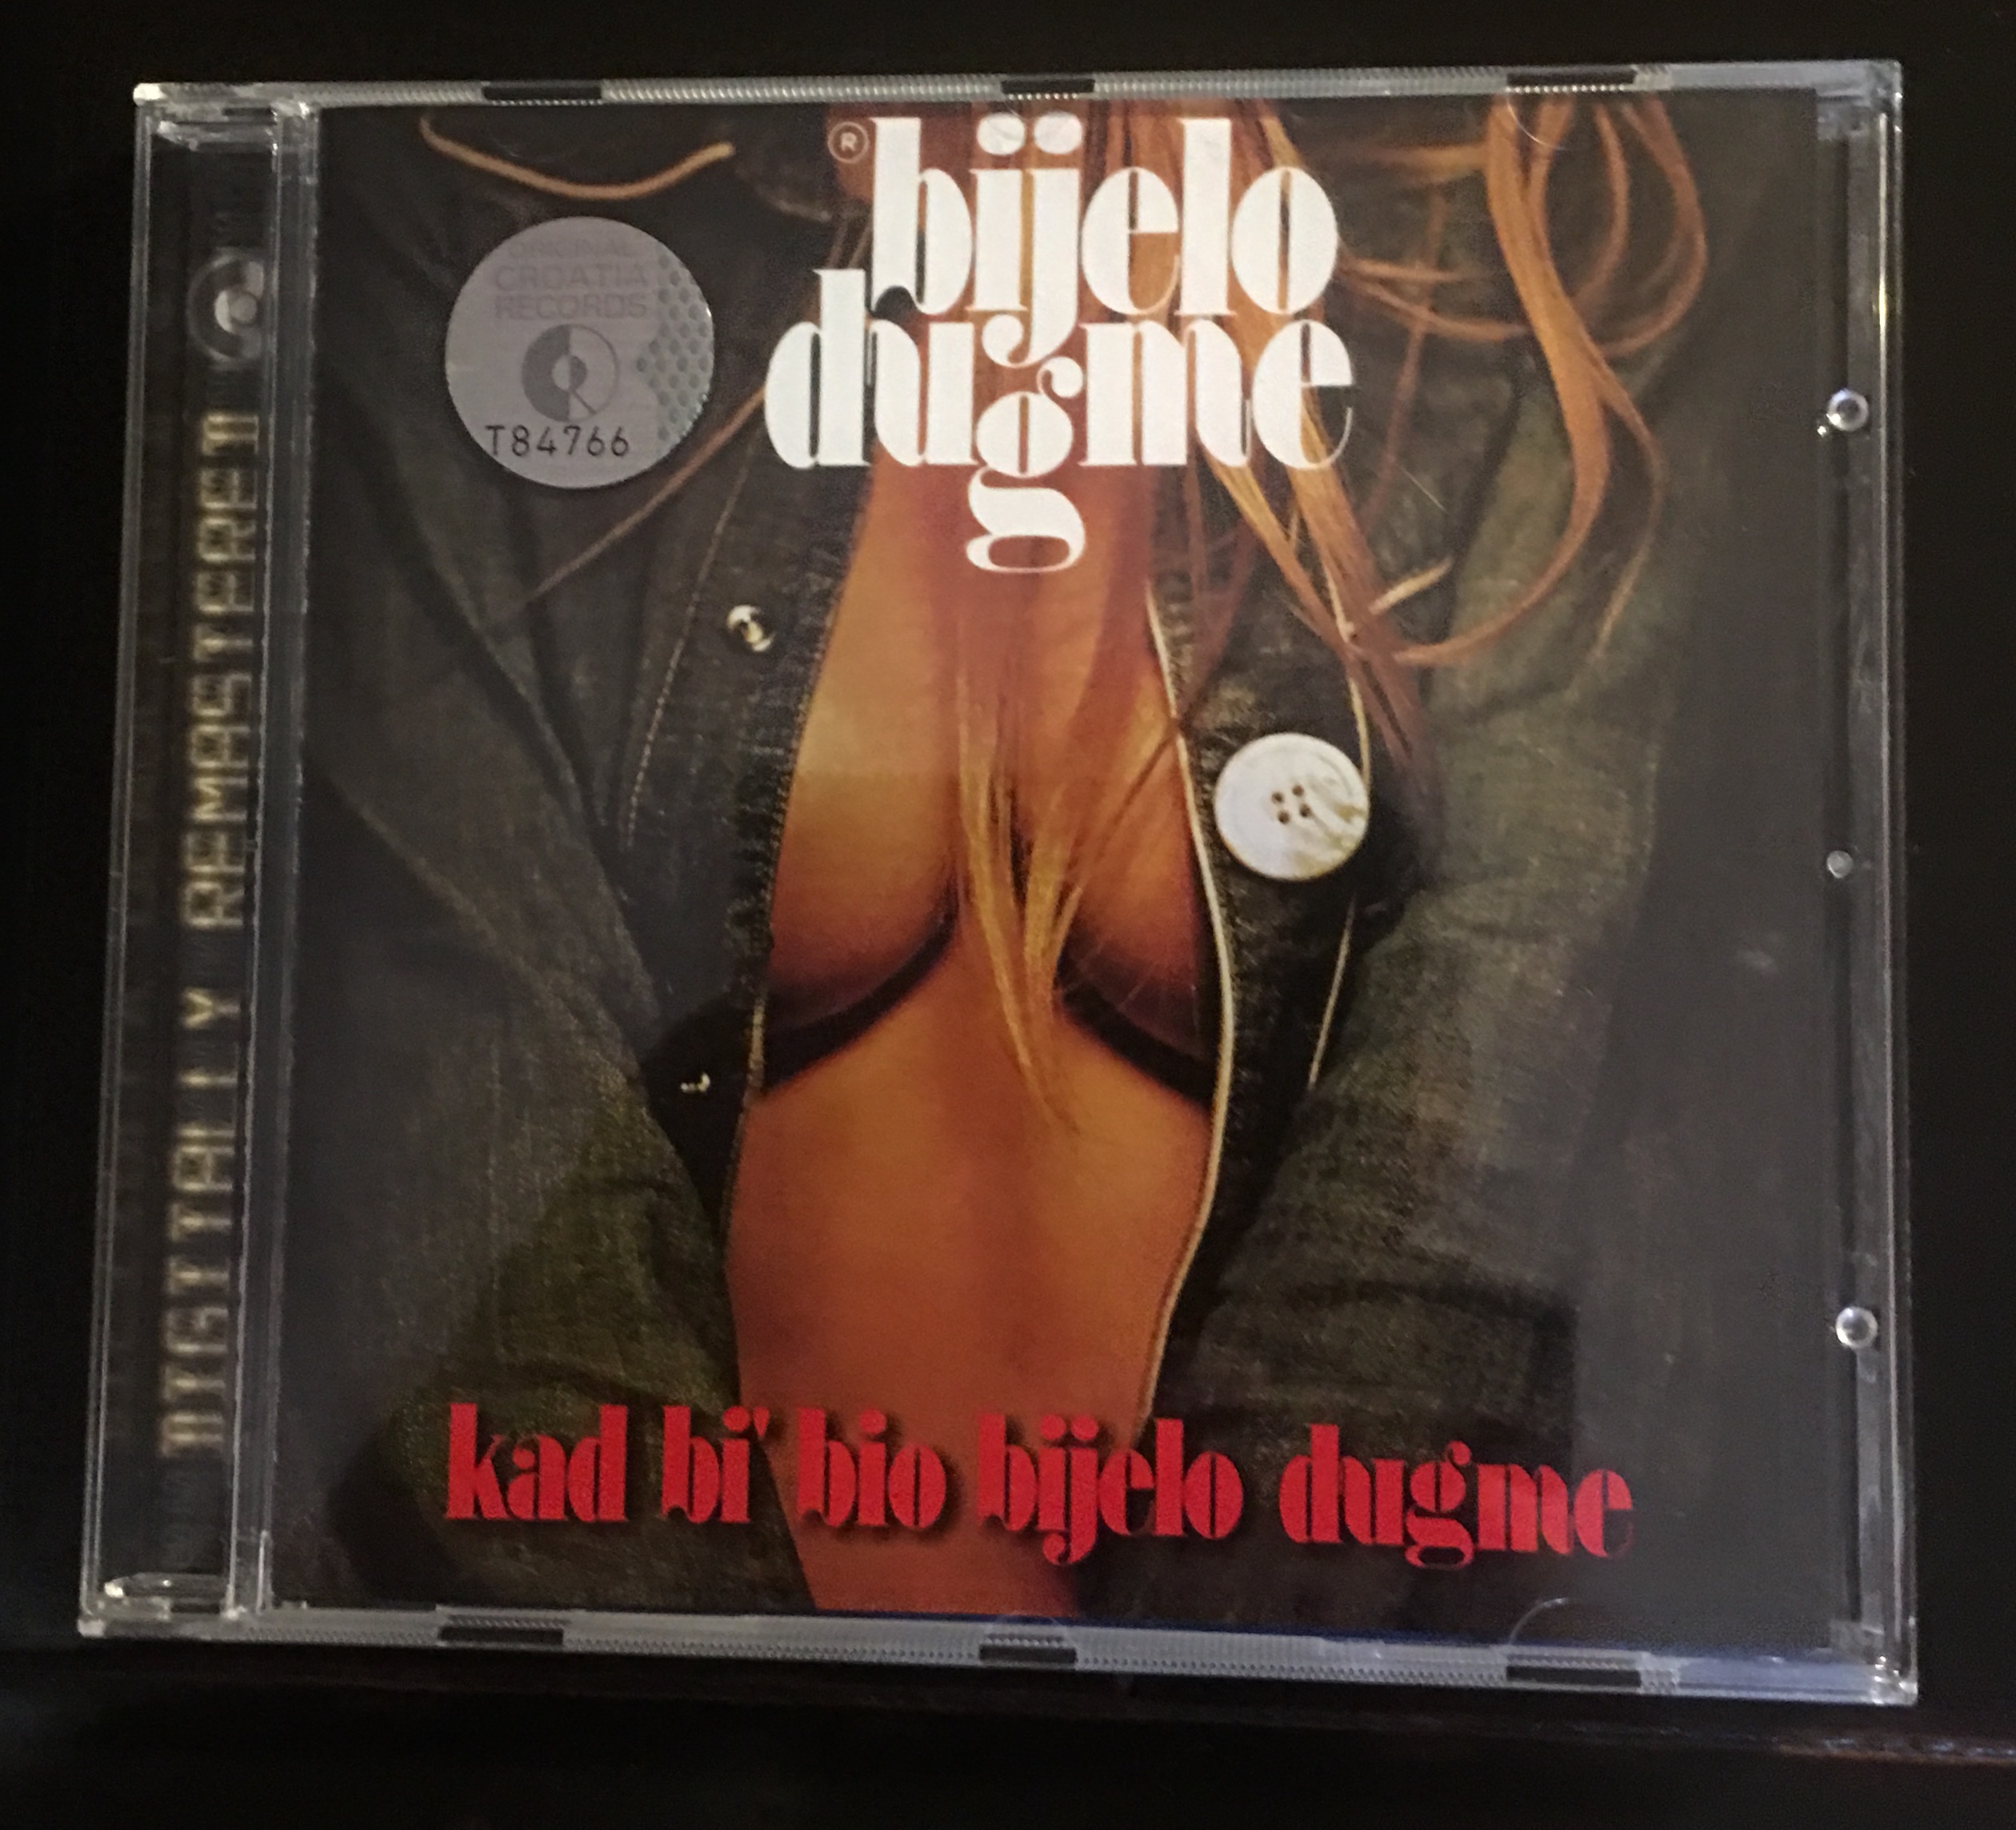 ®
bijelo
dugme
ORIGINAL
CROATIA
RECORDS
T84766
DIGITALLY REMASTERED
kad bi' bio bijelo dugme